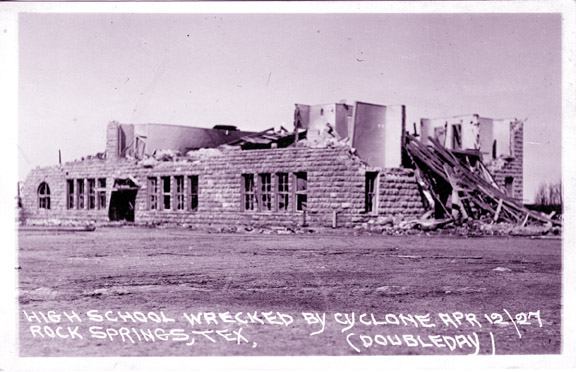 HIGH SCHOOL WRECKED BY CYCLONE APR 12/27
ROCK SPRINGS, TEX, (DOUBLEDAY)